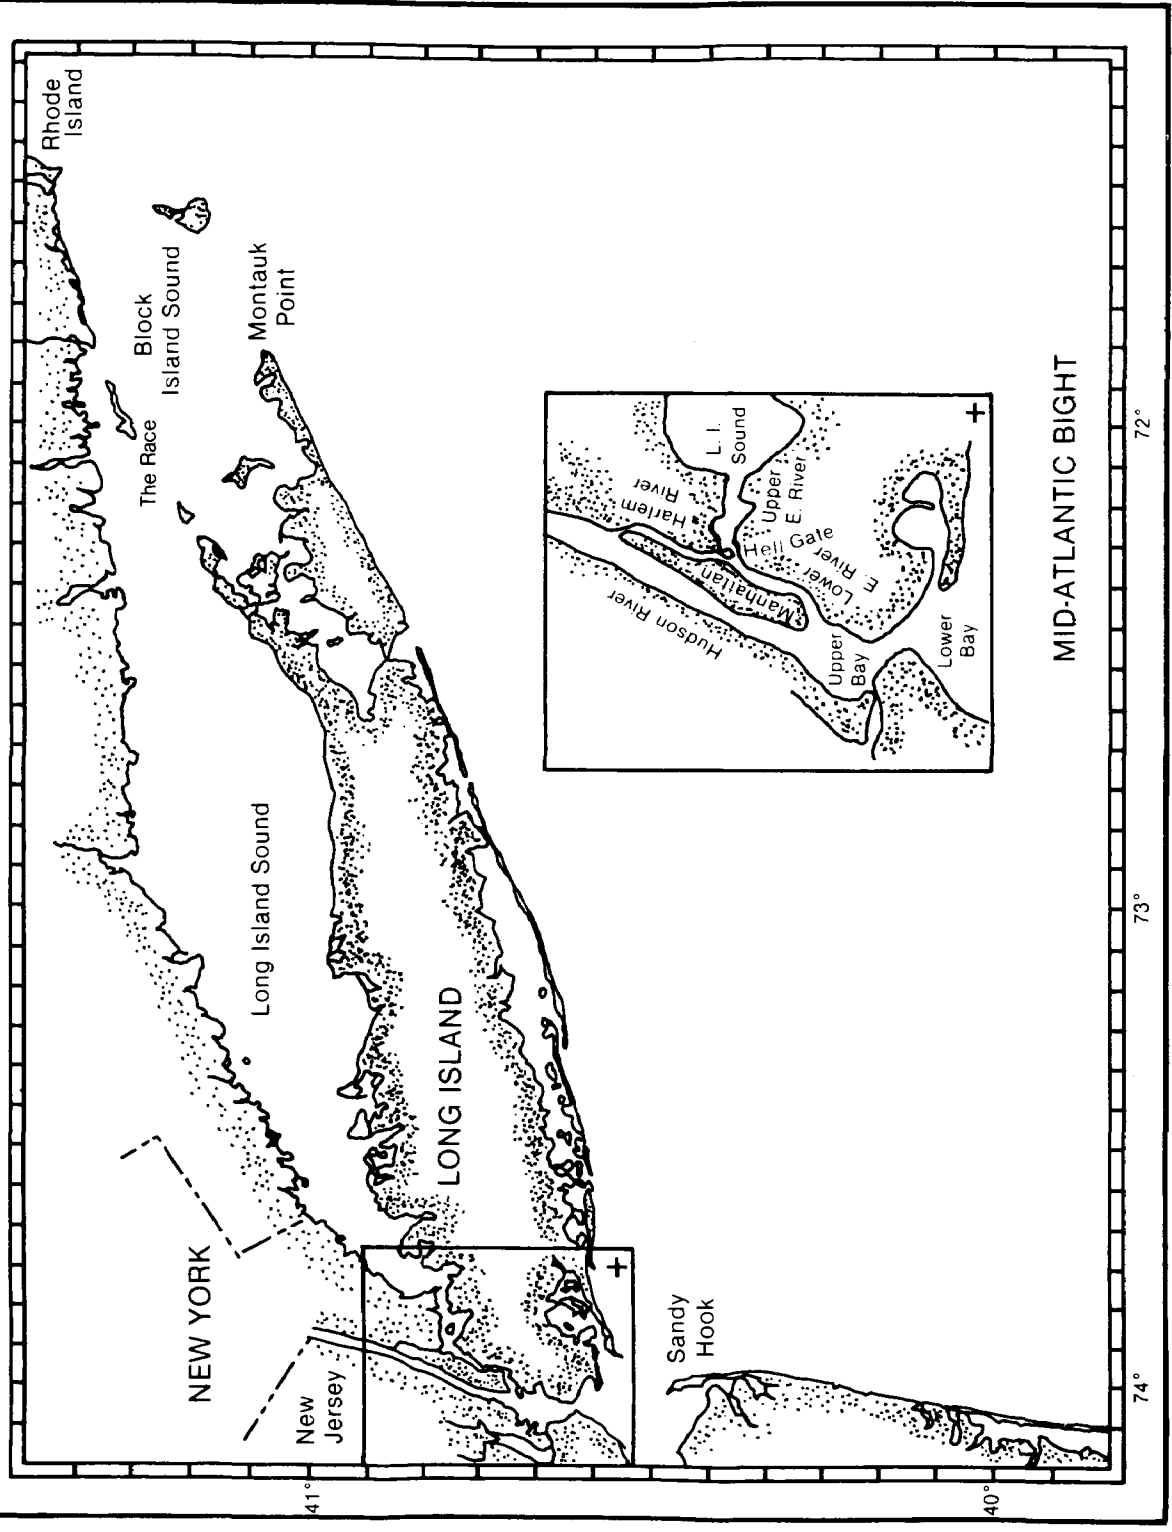 Rhode
Island
Block
Island Sound
Montauk
Point
The Race
Long Island Sound
LONG ISLAND
NEW YORK
New
Jersey
Sandy
Hook
MID-ATLANTIC BIGHT
L. I.
Sound
Harlem
River
Upper
E. River
Hell Gate
Manhattan
Lower
E. River
Hudson River
Upper
Bay
Lower
Bay
41°
40°
74°
73°
72°